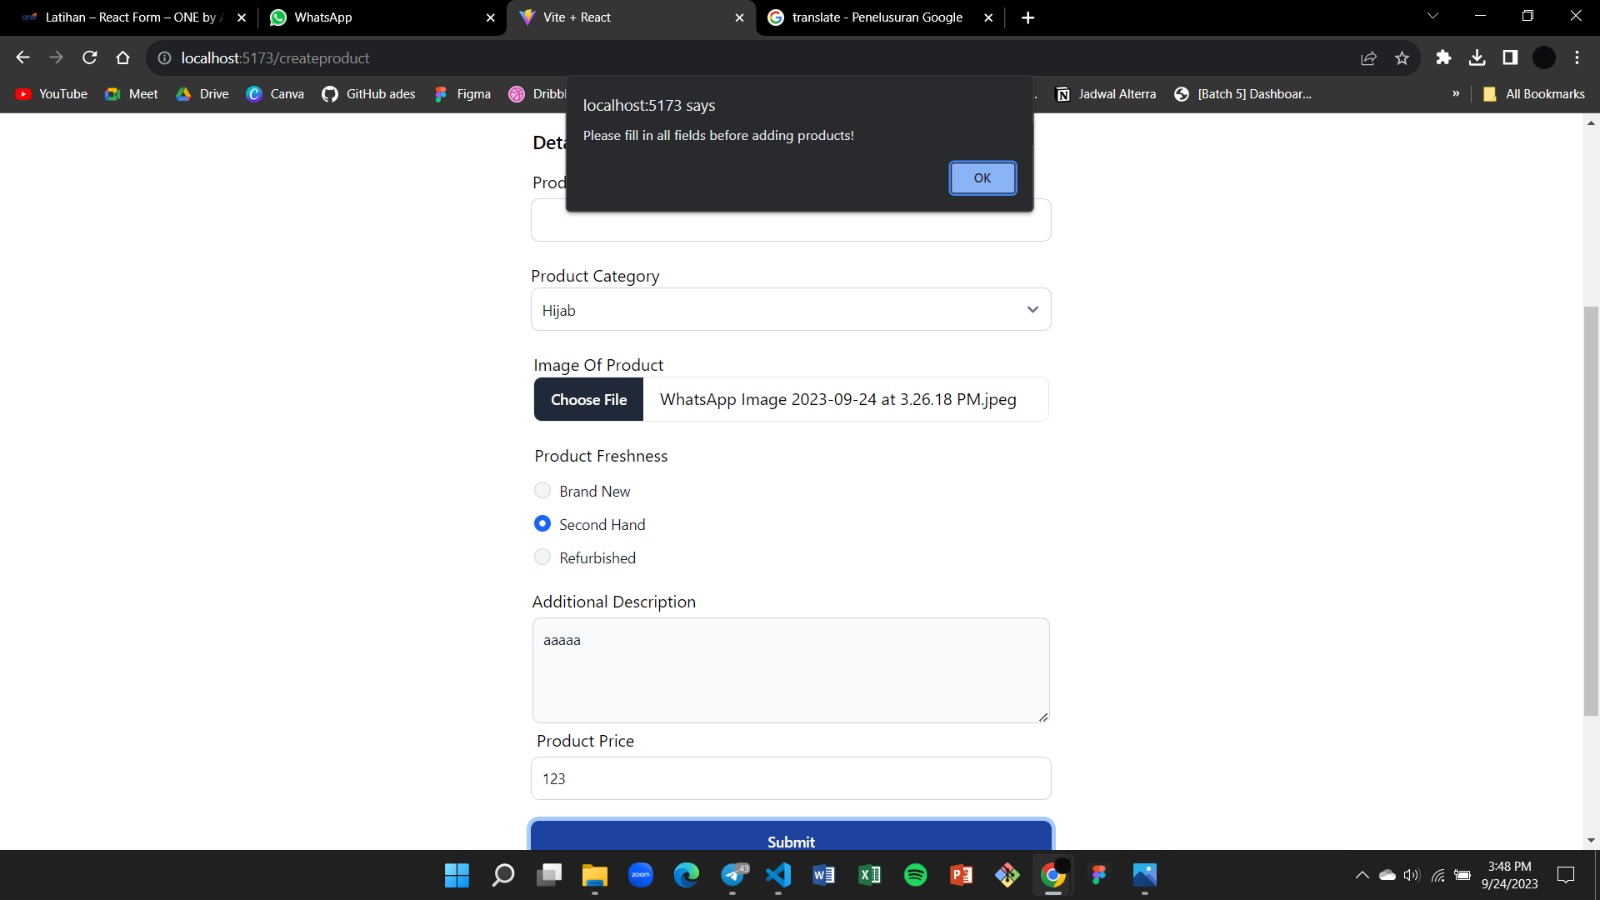 Latihan – React Form – ONE by
WhatsApp
Vite + React
translate - Penelusuran Google
localhost:5173/createproduct
YouTube
Meet
Drive
Canva
GitHub ades
Figma
Jadwal Alterra
[Batch 5] Dashboar...
»
All Bookmarks
localhost:5173 says
Please fill in all fields before adding products!
OK
Product Category
Hijab
Image Of Product
Choose File WhatsApp Image 2023-09-24 at 3.26.18 PM.jpeg
Product Freshness
Brand New
Second Hand
Refurbished
Additional Description
aaaaa
Product Price
123
Submit
zoom
43
3:48 PM
9/24/2023